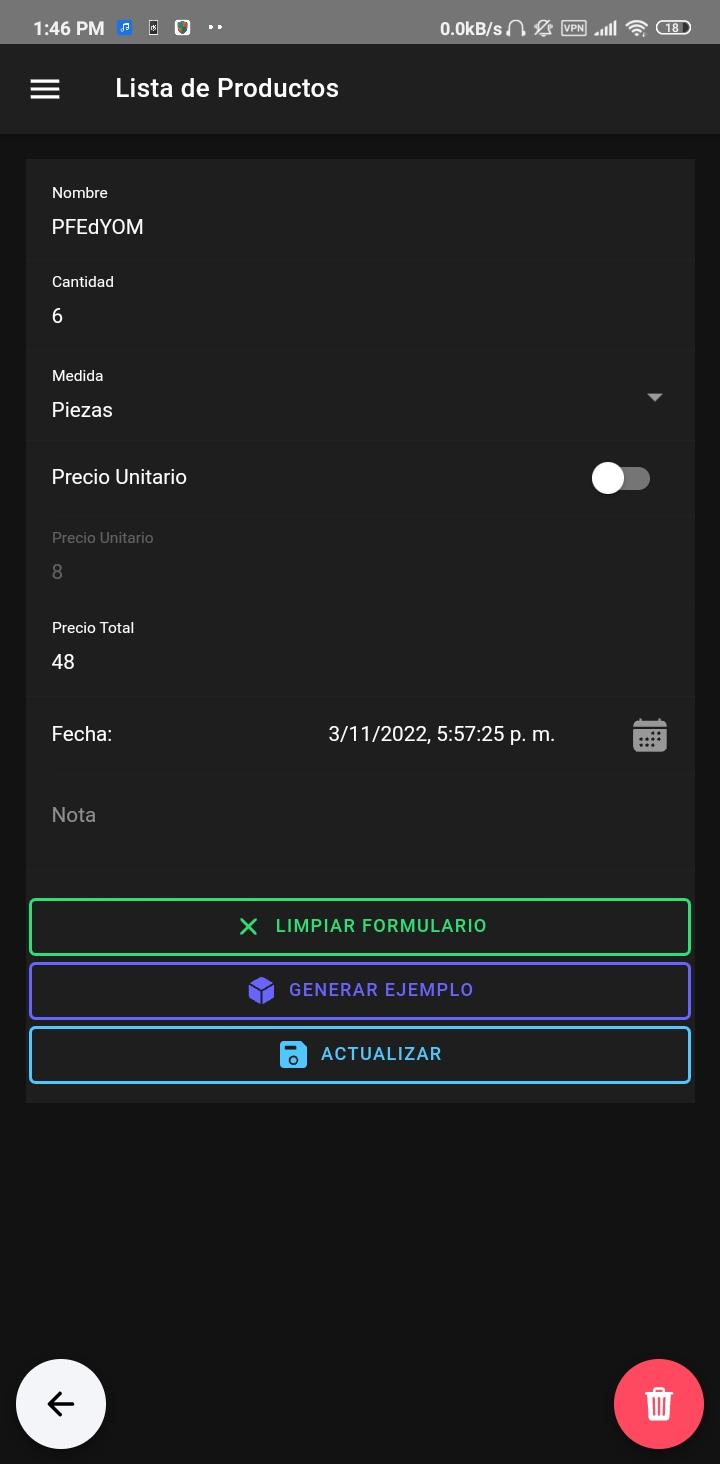 1:46 PM 0.0kB/s VPN 18
Lista de Productos
Nombre
PFEdYOM
Cantidad
6
Medida
Piezas
Precio Unitario
Precio Unitario
8
Precio Total
48
Fecha: 3/11/2022, 5:57:25 p. m.
Nota
LIMPIAR FORMULARIO
GENERAR EJEMPLO
ACTUALIZAR